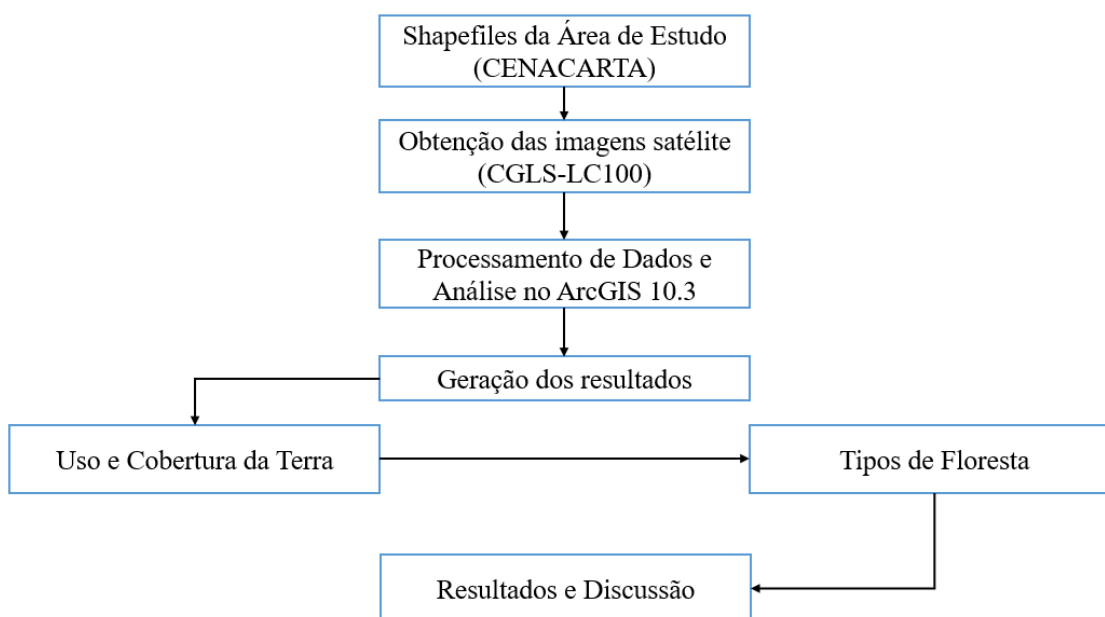 Shapefiles da Área de Estudo
(CENACARTA)
Obtenção das imagens satélite
(CGLS-LC100)
Processamento de Dados e
Análise no ArcGIS 10.3
Geração dos resultados
Uso e Cobertura da Terra
Tipos de Floresta
Resultados e Discussão